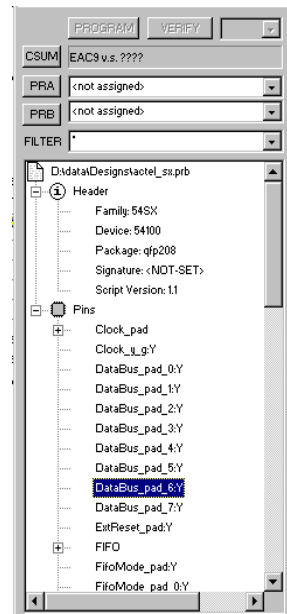 PROGRAM VERIFY
CSUM EAC9 v.s. ????
PRA <not assigned>
PRB <not assigned>
FILTER *
D:\data\Designs\actel_sx.prb
Header
Family: 54SX
Device: 54100
Package: qfp208
Signature: <NOT-SET>
Script Version: 1.1
Pins
Clock_pad
Clock_y_g:Y
DataBus_pad_0:Y
DataBus_pad_1:Y
DataBus_pad_2:Y
DataBus_pad_3:Y
DataBus_pad_4:Y
DataBus_pad_5:Y
DataBus_pad_6:Y
DataBus_pad_7:Y
ExtReset_pad:Y
FIFO
FifoMode_pad:Y
FifoMode_pad_0:Y